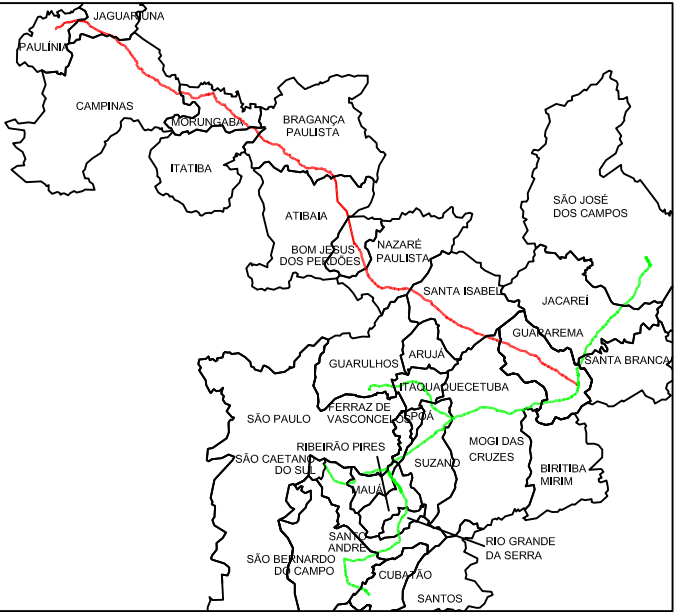 JAGUARIÚNA
PAULÍNIA
CAMPINAS
MORUNGABA
BRAGANÇA
PAULISTA
ITATIBA
ATIBAIA
SÃO JOSÉ
DOS CAMPOS
BOM JESUS
DOS PERDÕES
NAZARÉ
PAULISTA
SANTA ISABEL
JACAREÍ
GUARAREMA
SANTA BRANCA
GUARULHOS
ARUJÁ
ITAQUAQUECETUBA
FERRAZ DE
VASCONCELOS
POÁ
SÃO PAULO
MOGI DAS
CRUZES
RIBEIRÃO PIRES
SÃO CAETANO
DO SUL
SUZANO
BIRITIBA
MIRIM
MAUÁ
SANTO
ANDRÉ
RIO GRANDE
DA SERRA
SÃO BERNARDO
DO CAMPO
CUBATÃO
SANTOS